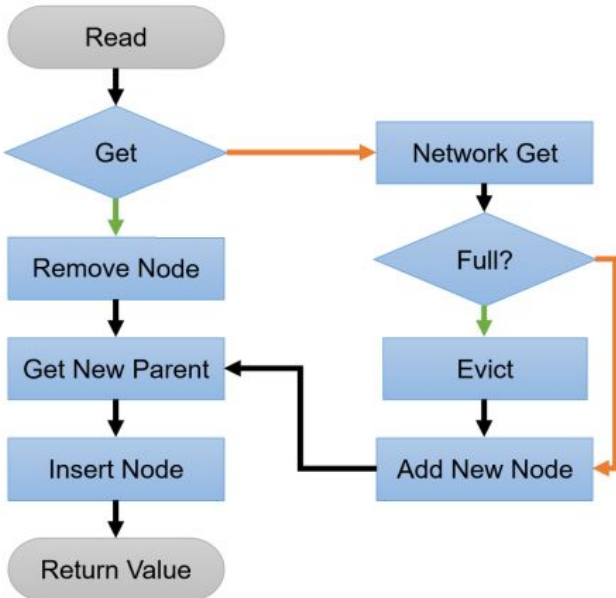 Read
Get
Network Get
Remove Node
Full?
Get New Parent
Evict
Insert Node
Add New Node
Return Value